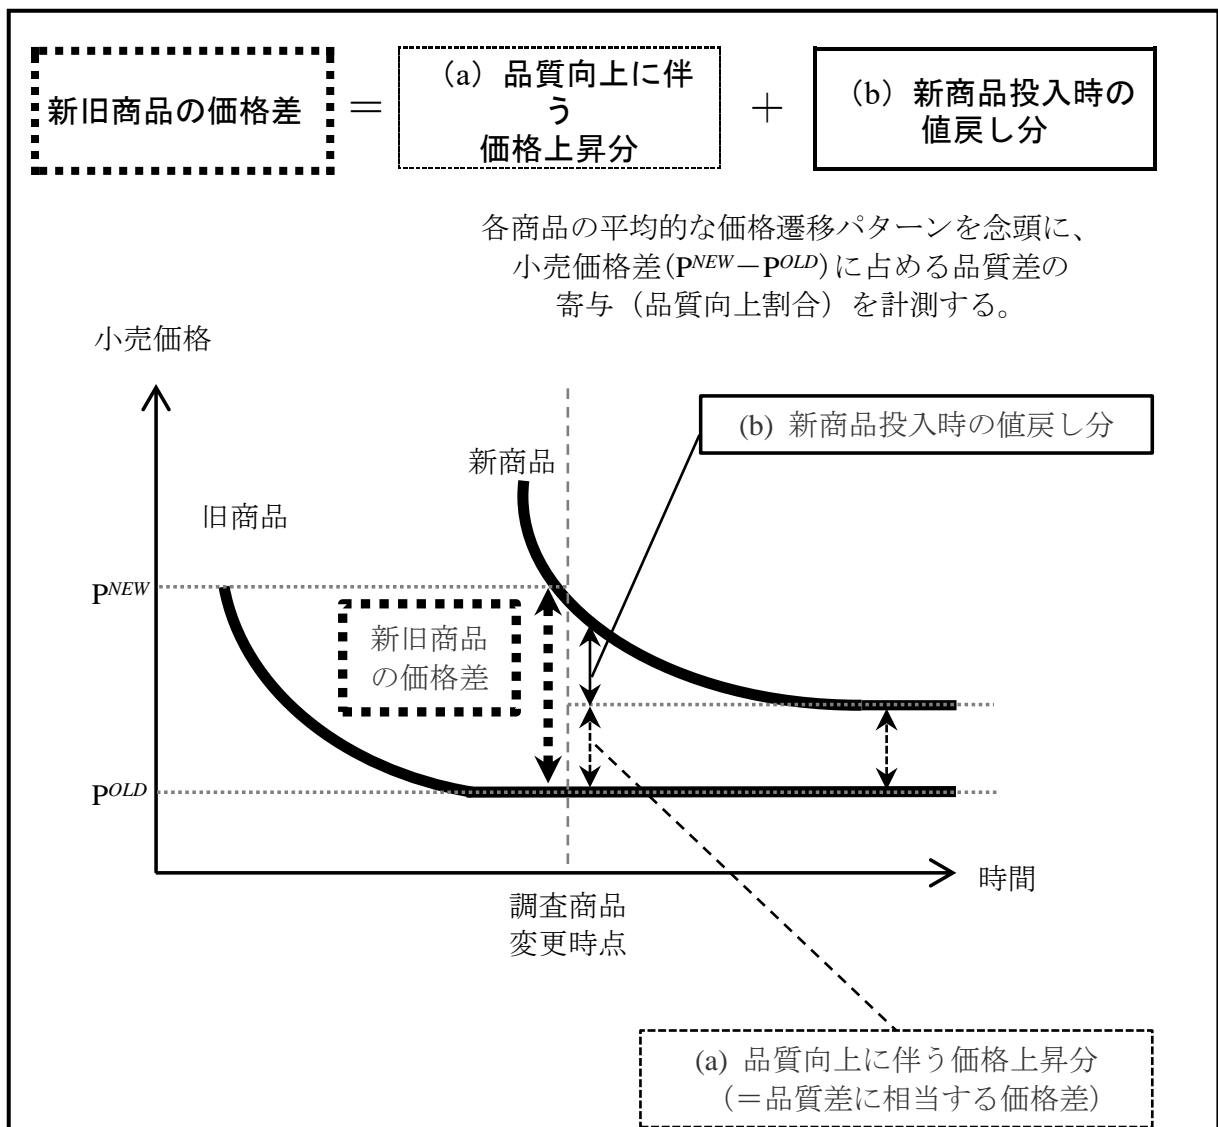 新旧商品の価格差
＝
（a）品質向上に伴
う
価格上昇分
＋
（b）新商品投入時の
値戻し分
各商品の平均的な価格遷移パターンを念頭に、
小売価格差(PNEW－POLD)に占める品質差の
寄与（品質向上割合）を計測する。
小売価格
(b) 新商品投入時の値戻し分
新商品
旧商品
PNEW
新旧商品
の価格差
POLD
時間
調査商品
変更時点
(a) 品質向上に伴う価格上昇分
（＝品質差に相当する価格差）